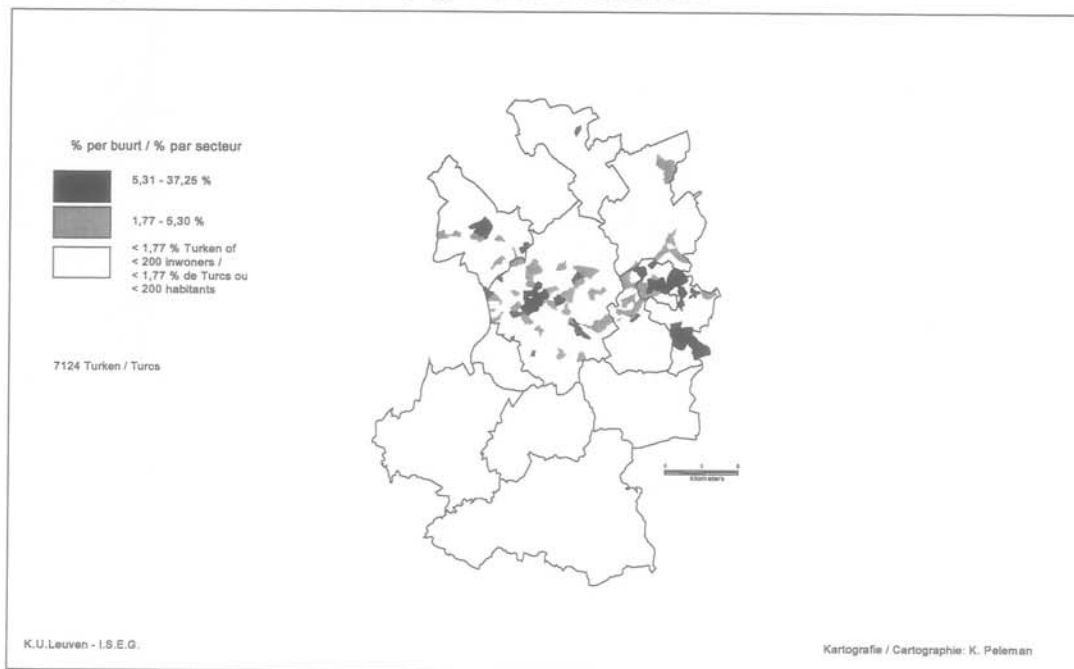 % per buurt / % par secteur
5,31 - 37,25 %
1,77 - 5,30 %
< 1,77 % Turken of
< 200 inwoners /
< 1,77 % de Turcs ou
< 200 habitants
7124 Turken / Turcs
Kilometers
K.U.Leuven - I.S.E.G.
Kartografie / Cartographie: K. Peleman